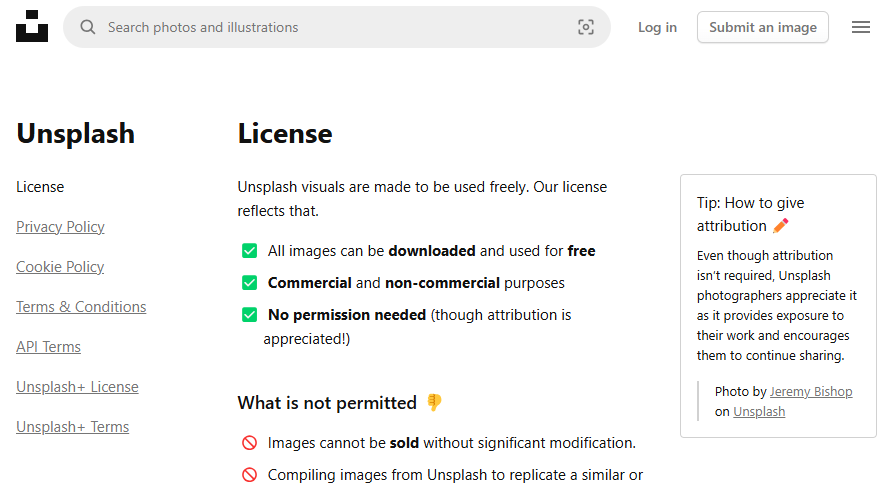 Search photos and illustrations
Log in
Submit an image
Unsplash
License
Privacy Policy
Cookie Policy
Terms & Conditions
API Terms
Unsplash+ License
Unsplash+ Terms
License
Unsplash visuals are made to be used freely. Our license
reflects that.
All images can be downloaded and used for free
Commercial and non-commercial purposes
No permission needed (though attribution is
appreciated!)
What is not permitted 👎
Images cannot be sold without significant modification.
Compiling images from Unsplash to replicate a similar or
Tip: How to give
attribution ✏️
Even though attribution
isn’t required, Unsplash
photographers appreciate it
as it provides exposure to
their work and encourages
them to continue sharing.
Photo by Jeremy Bishop
on Unsplash